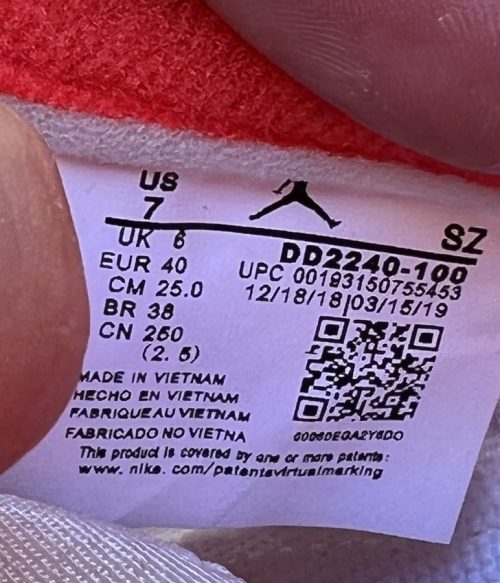 US
7
SZ
UK 6
DD2240-100
EUR 40
UPC 00193150755453
CM 25.0
12/18/18|03/15/19
BR 38
CN 250
(2.5)
MADE IN VIETNAM
HECHO EN VIETNAM
FABRIQUEAU VIETNAM
FABRICADO NO VIETNA
0006DEGA2Y6DO
This product is covered by one or more patents:
www.nike.com/patentsvirtualmarking